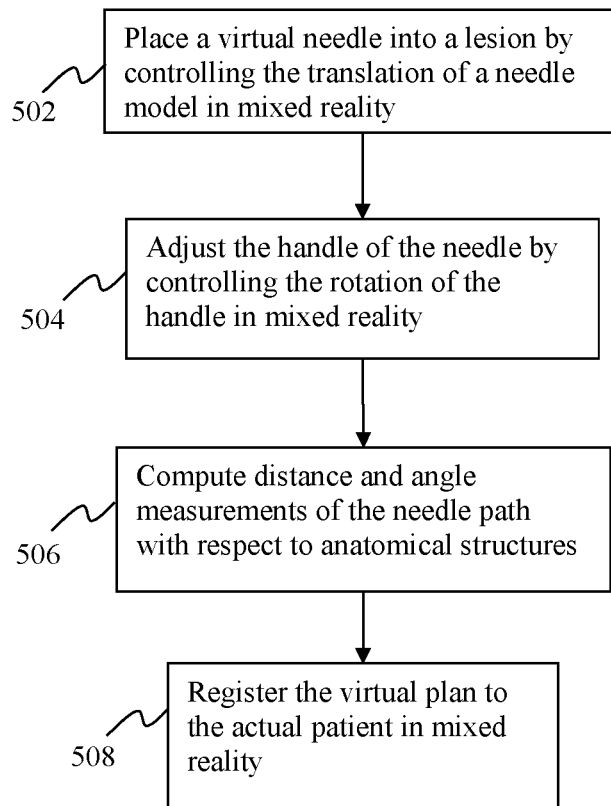 Place a virtual needle into a lesion by
controlling the translation of a needle
model in mixed reality
502
Adjust the handle of the needle by
controlling the rotation of the
handle in mixed reality
504
Compute distance and angle
measurements of the needle path
with respect to anatomical structures
506
Register the virtual plan to
the actual patient in mixed
reality
508